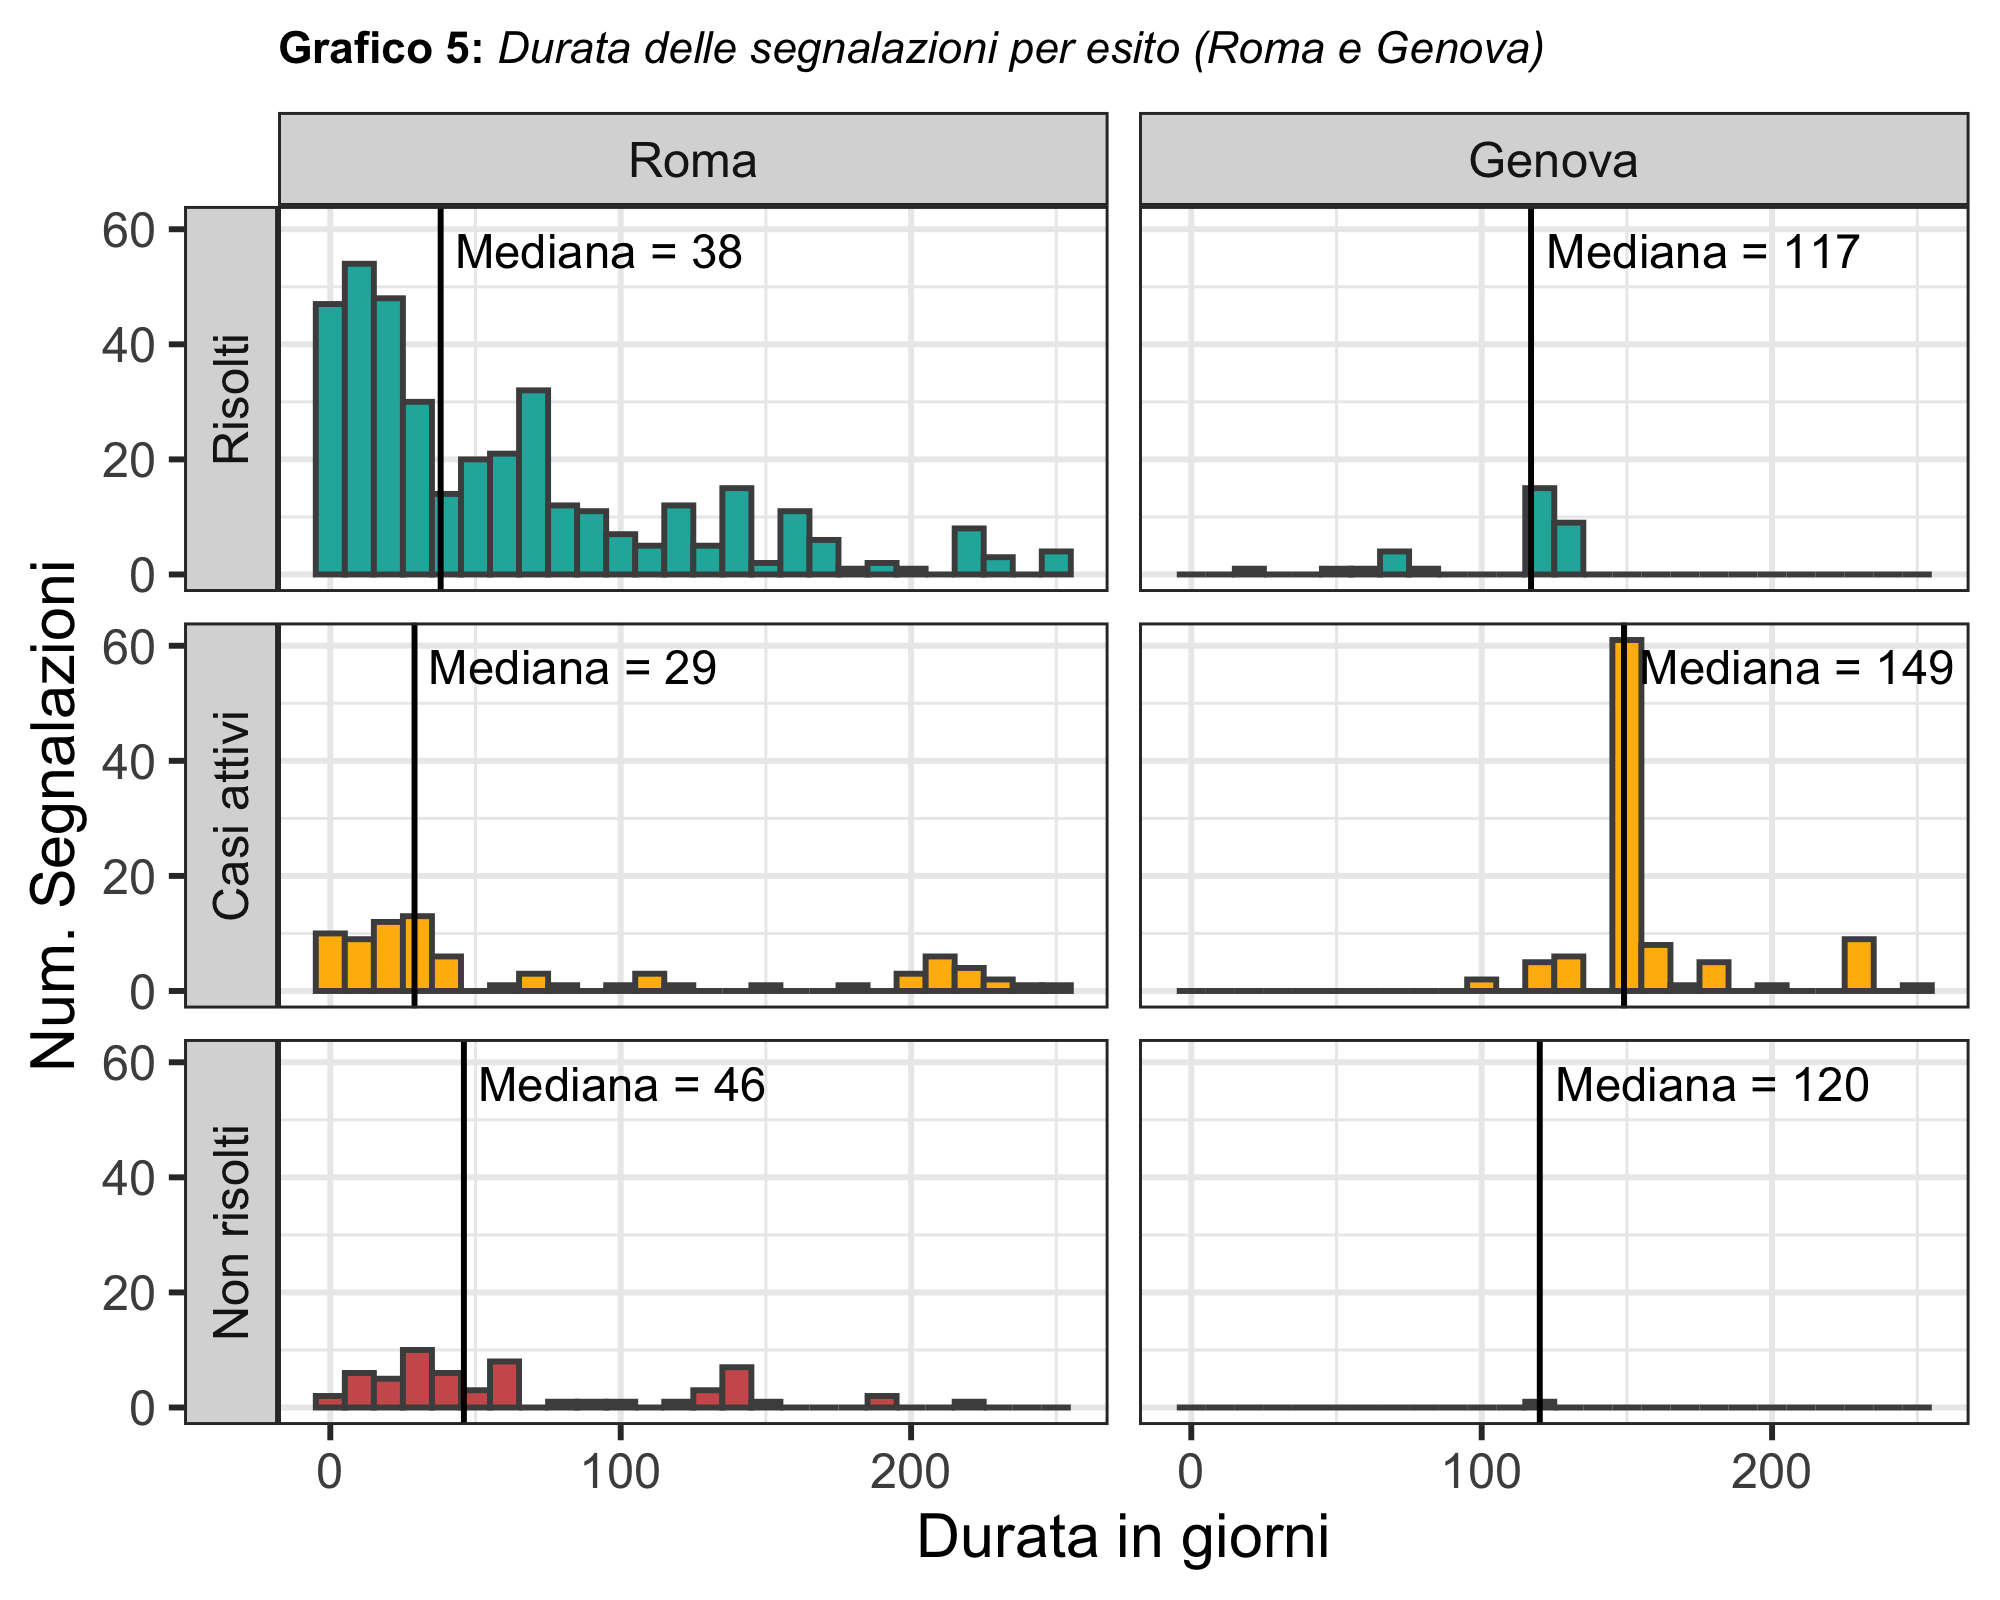 Grafico 5: Durata delle segnalazioni per esito (Roma e Genova)
Roma
Genova
Num. Segnalazioni
Risolti
60
40
20
0
Mediana = 38
Mediana = 117
Casi attivi
60
40
20
0
Mediana = 29
Mediana = 149
Non risolti
60
40
20
0
Mediana = 46
Mediana = 120
0 100 200
0 100 200
Durata in giorni